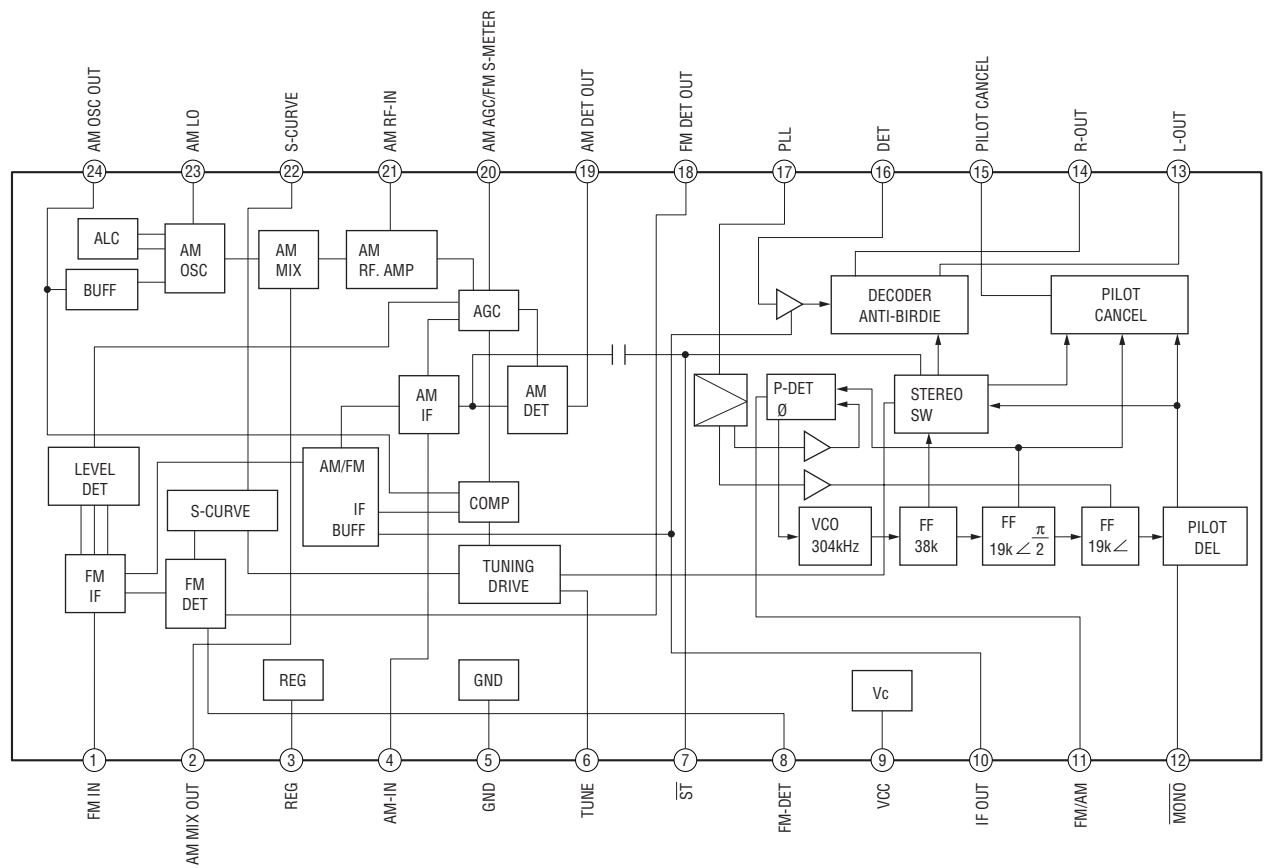 AM OSC OUT
AM LO
S-CURVE
AM RF-IN
AM AGC/FM S-METER
AM DET OUT
FM DET OUT
PLL
DET
PILOT CANCEL
R-OUT
L-OUT
24
23
22
21
20
19
18
17
16
15
14
13
ALC
AM
OSC
AM
MIX
AM
RF. AMP
BUFF
AGC
DECODER
ANTI-BIRDIE
PILOT
CANCEL
AM
IF
AM
DET
P-DET
Ø
STEREO
SW
LEVEL
DET
AM/FM
IF
BUFF
S-CURVE
COMP
VCO
304kHz
FF
38k
FF
19k∠ π/2
FF
19k∠
PILOT
DEL
FM
IF
FM
DET
TUNING
DRIVE
REG
GND
Vc
1
2
3
4
5
6
7
8
9
10
11
12
FM IN
AM MIX OUT
REG
AM-IN
GND
TUNE
S̅T̅
FM-DET
VCC
IF OUT
FM/AM
M̅O̅N̅O̅